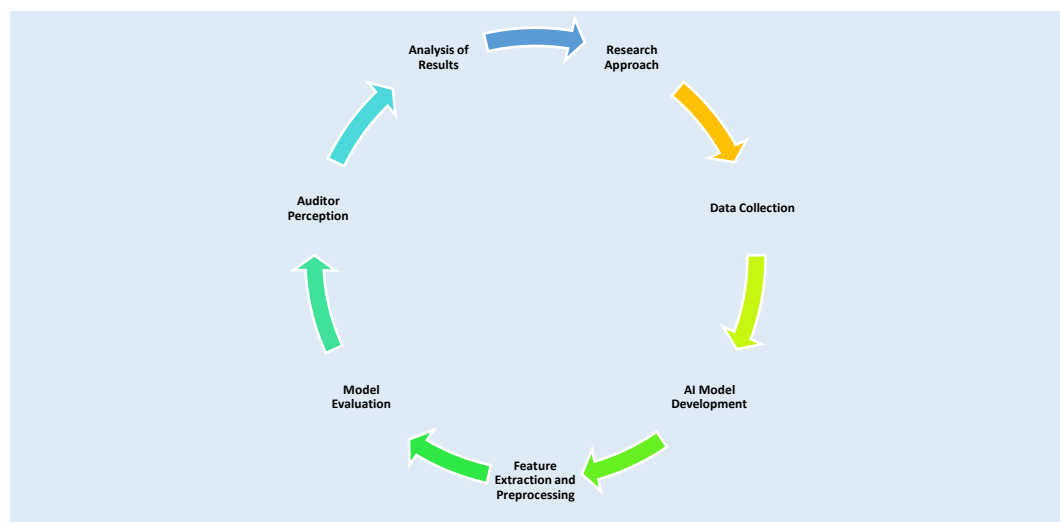 Analysis of
Results
Research
Approach
Data Collection
AI Model
Development
Feature
Extraction and
Preprocessing
Model
Evaluation
Auditor
Perception